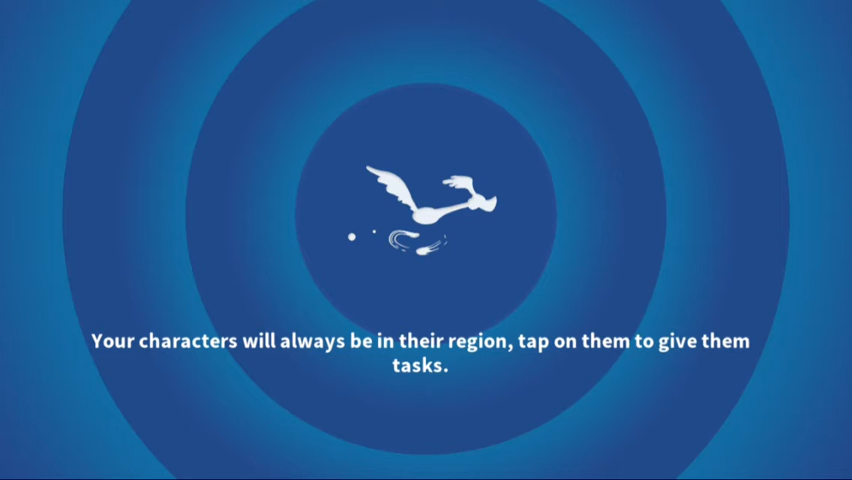 Your characters will always be in their region, tap on them to give them
tasks.